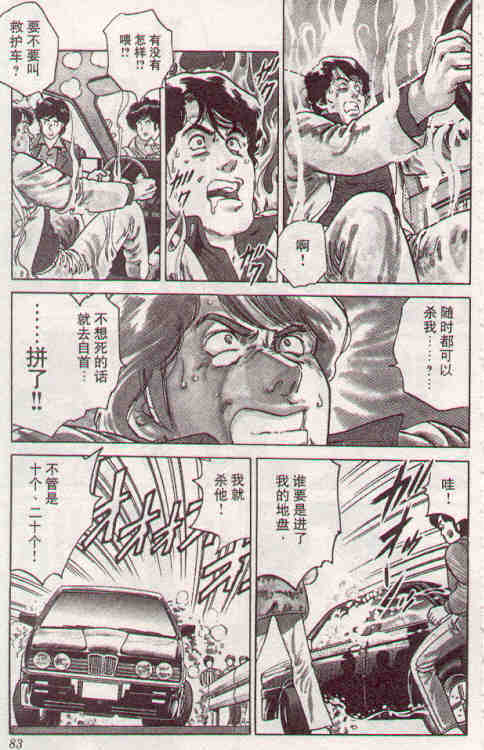 啊！
有没有
怎样!?
喂!?
要不要叫
救护车？
随时都可以
杀我……？…
不想死的话
就去自首…
……拼了!!
哇！
谁要是进了
我的地盘．
我就
杀他！
不管是
十个、二十个！
83